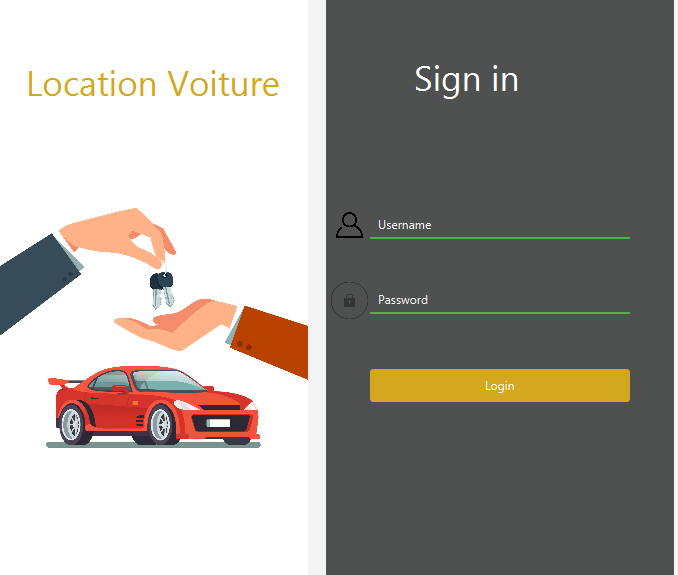 Location Voiture
Sign in
Username
Password
Login